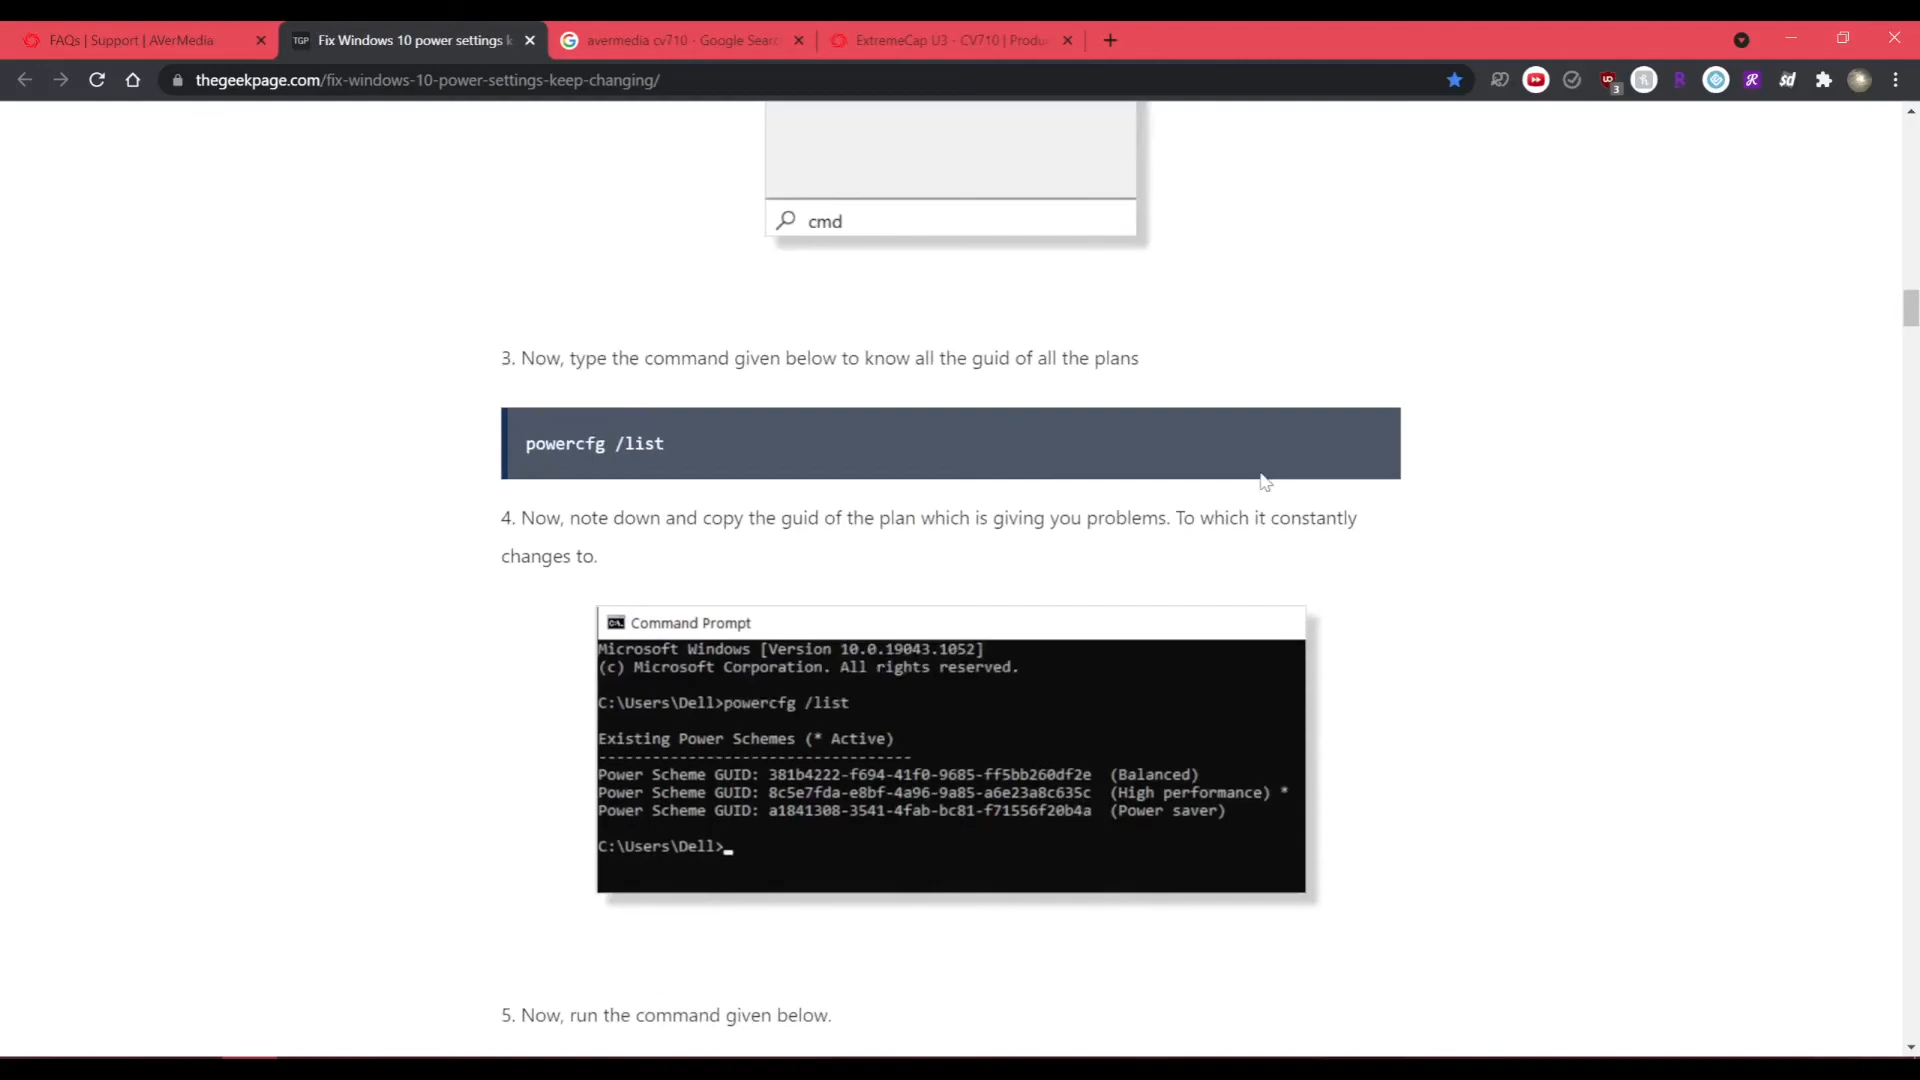 FAQs | Support | AVerMedia
TGP Fix Windows 10 power settings k
avermedia cv710 - Google Searc
ExtremeCap U3 - CV710 | Produ
thegeekpage.com/fix-windows-10-power-settings-keep-changing/
3
cmd
3. Now, type the command given below to know all the guid of all the plans
powercfg /list
4. Now, note down and copy the guid of the plan which is giving you problems. To which it constantly
changes to.
Command Prompt
Microsoft Windows [Version 10.0.19043.1052]
(c) Microsoft Corporation. All rights reserved.
C:\Users\Dell>powercfg /list
Existing Power Schemes (* Active)
-----------------------------------
Power Scheme GUID: 381b4222-f694-41f0-9685-ff5bb260df2e  (Balanced)
Power Scheme GUID: 8c5e7fda-e8bf-4a96-9a85-a6e23a8c635c  (High performance) *
Power Scheme GUID: a1841308-3541-4fab-bc81-f71556f20b4a  (Power saver)
C:\Users\Dell>
5. Now, run the command given below.